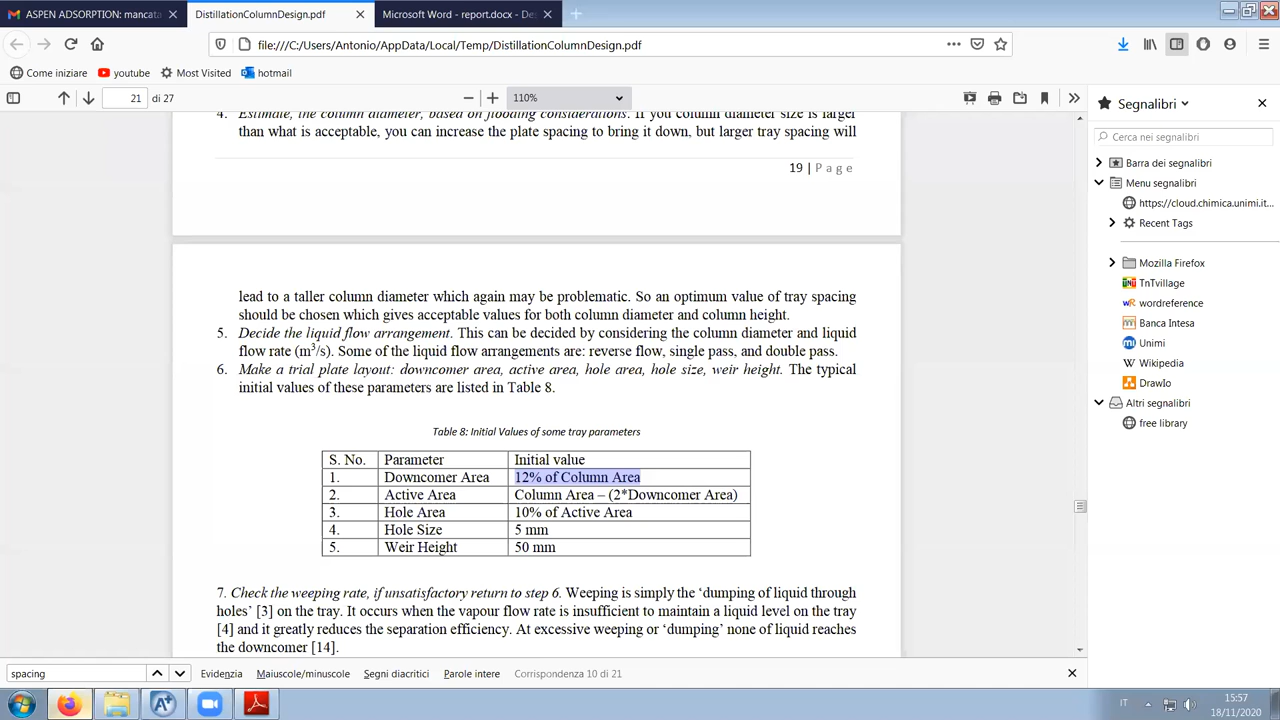 ASPEN ADSORPTION: mancata
DistillationColumnDesign.pdf
Microsoft Word - report.docx - De
file:///C:/Users/Antonio/AppData/Local/Temp/DistillationColumnDesign.pdf
Come iniziare
youtube
Most Visited
hotmail
21 di 27
110%
4. Estimate, the column diameter, based on flooding considerations. If you column diameter size is larger
than what is acceptable, you can increase the plate spacing to bring it down, but larger tray spacing will
19 | Page
lead to a taller column diameter which again may be problematic. So an optimum value of tray spacing
should be chosen which gives acceptable values for both column diameter and column height.
5. Decide the liquid flow arrangement. This can be decided by considering the column diameter and liquid
flow rate (m³/s). Some of the liquid flow arrangements are: reverse flow, single pass, and double pass.
6. Make a trial plate layout: downcomer area, active area, hole area, hole size, weir height. The typical
initial values of these parameters are listed in Table 8.
Table 8: Initial Values of some tray parameters
S. No. Parameter Initial value
1. Downcomer Area 12% of Column Area
2. Active Area Column Area – (2*Downcomer Area)
3. Hole Area 10% of Active Area
4. Hole Size 5 mm
5. Weir Height 50 mm
7. Check the weeping rate, if unsatisfactory return to step 6. Weeping is simply the ‘dumping of liquid through
holes’ [3] on the tray. It occurs when the vapour flow rate is insufficient to maintain a liquid level on the tray
[4] and it greatly reduces the separation efficiency. At excessive weeping or ‘dumping’ none of liquid reaches
the downcomer [14].
Segnalibri
Cerca nei segnalibri
Barra dei segnalibri
Menu segnalibri
https://cloud.chimica.unimi.it...
Recent Tags
Mozilla Firefox
TnTvillage
wordreference
Banca Intesa
Unimi
Wikipedia
DrawIo
Altri segnalibri
free library
spacing
Evidenzia
Maiuscole/minuscole
Segni diacritici
Parole intere
Corrispondenza 10 di 21
IT
15:57
18/11/2020